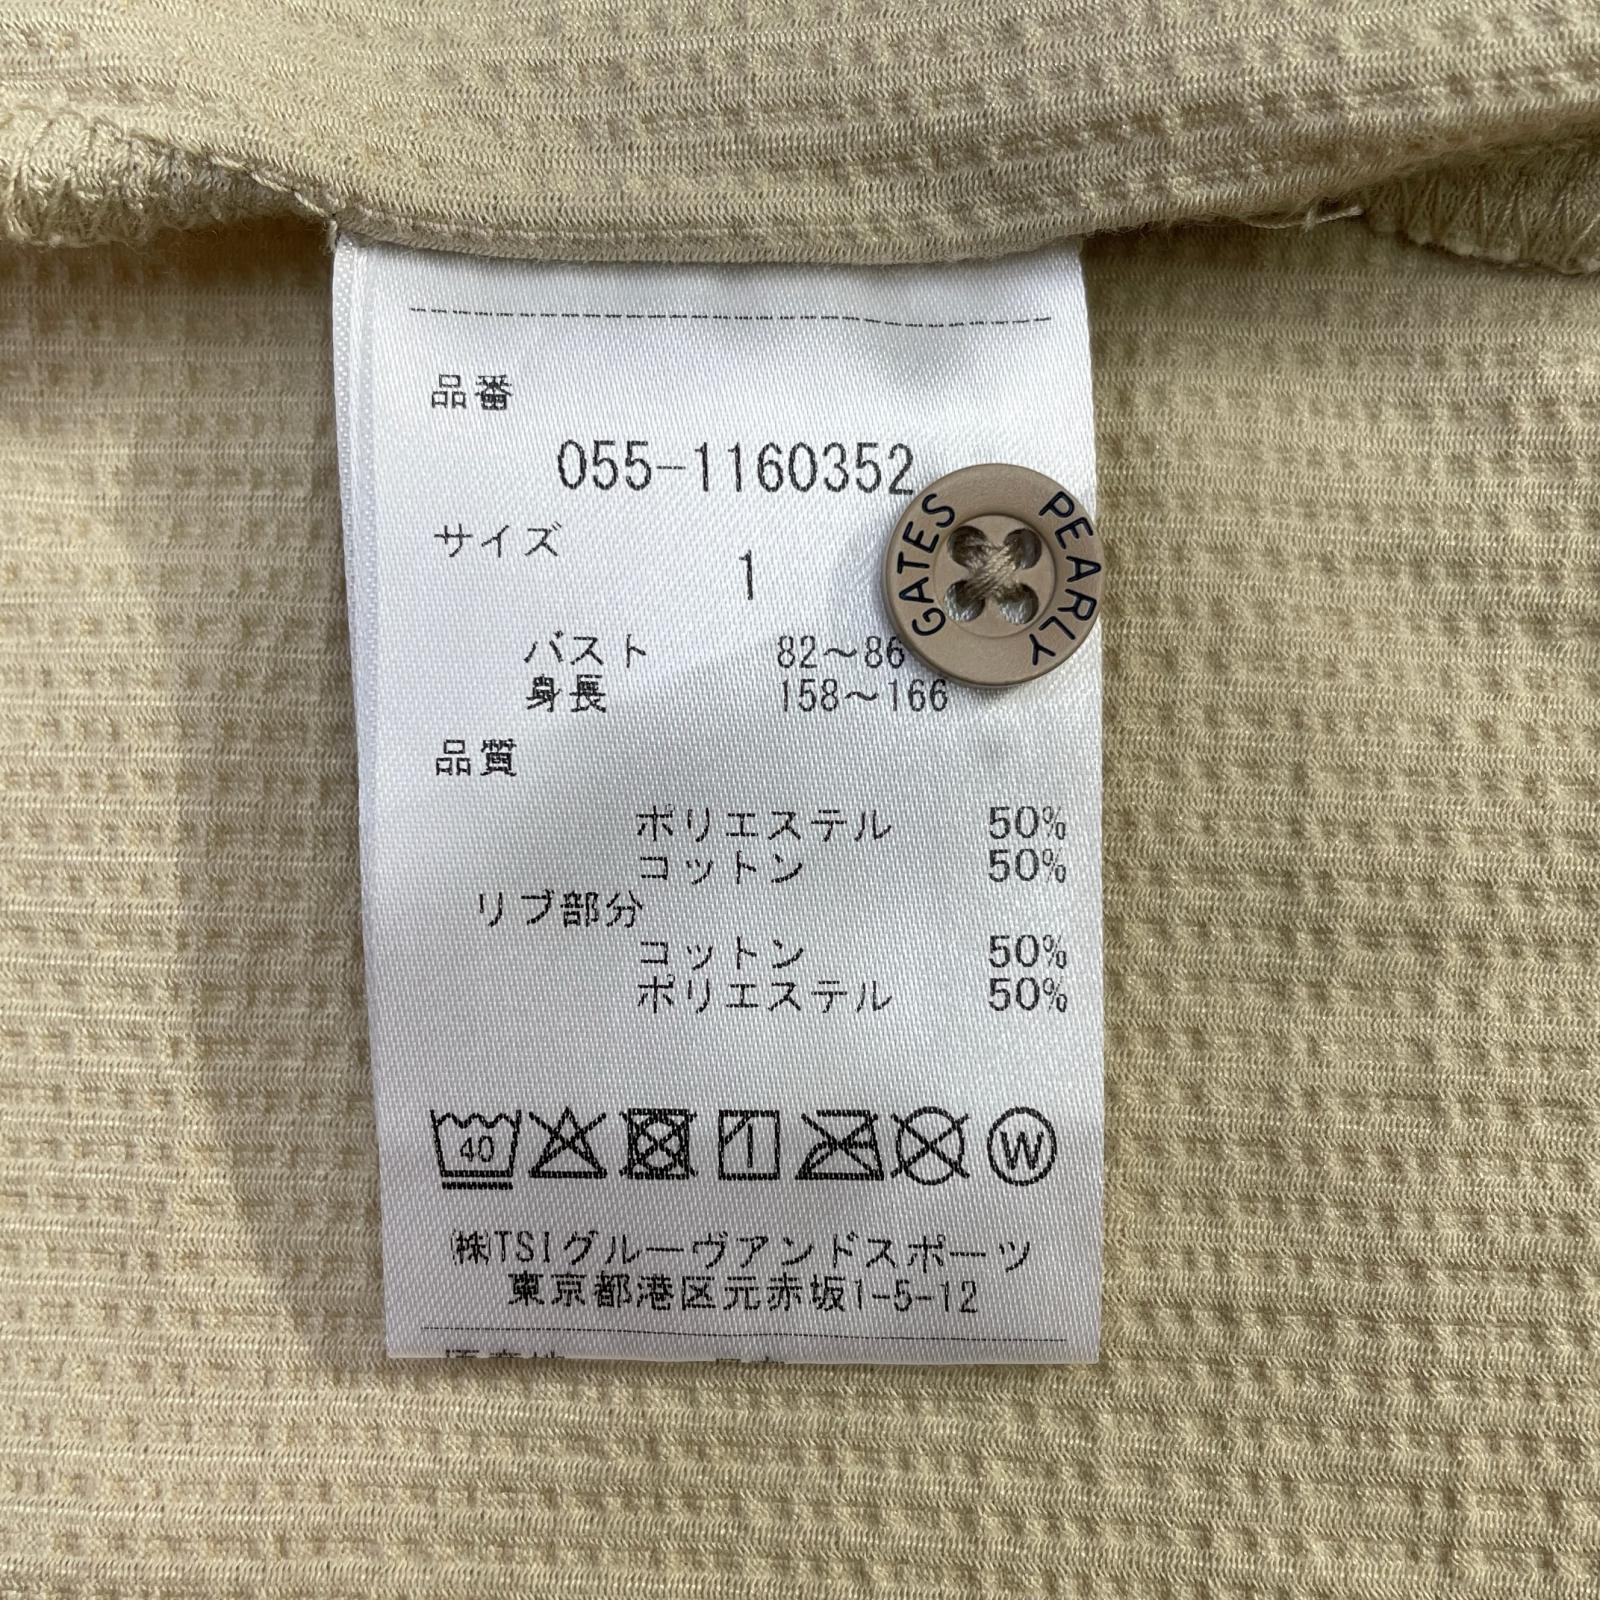 品番
055-1160352
サイズ
1
バスト 82～86
身長 158～166
品質
ポリエステル 50%
コットン 50%
リブ部分
コットン 50%
ポリエステル 50%
40
1
W
㈱TSIグルーヴアンドスポーツ
東京都港区元赤坂1-5-12
PEARLY GATES